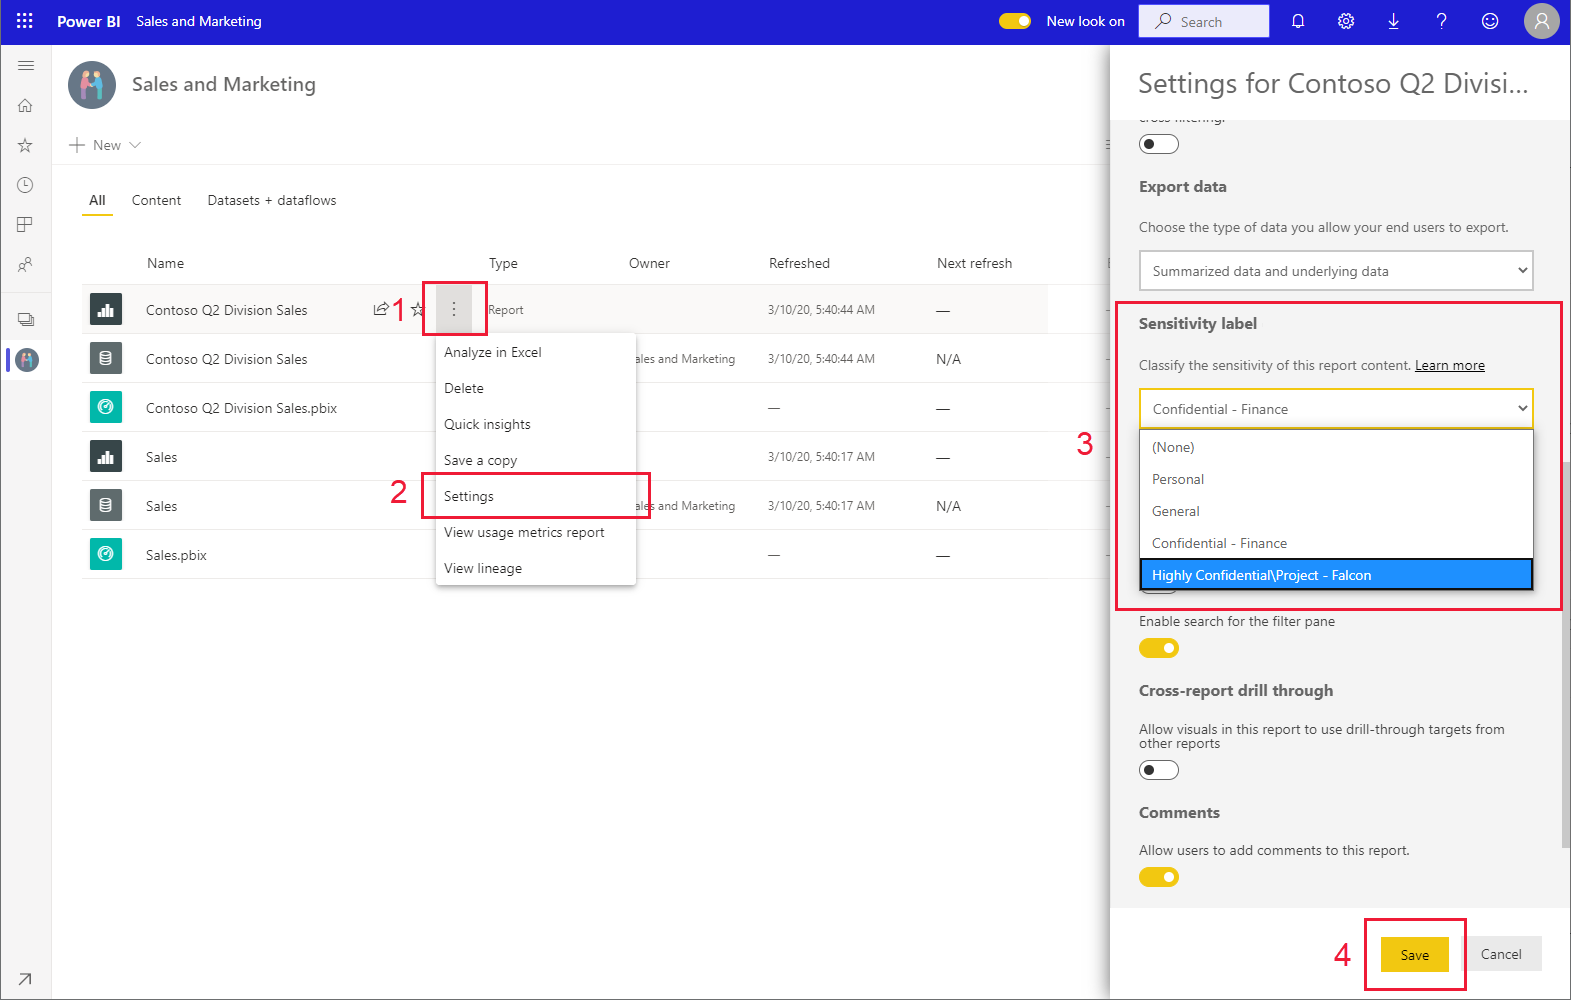 Power BI Sales and Marketing New look on Search
Sales and Marketing
New
All Content Datasets + dataflows
Name Type Owner Refreshed Next refresh
Contoso Q2 Division Sales 1 Report 3/10/20, 5:40:44 AM —
Contoso Q2 Division Sales ales and Marketing 3/10/20, 5:40:44 AM N/A
Contoso Q2 Division Sales.pbix — —
Sales 3/10/20, 5:40:17 AM —
Sales ales and Marketing 3/10/20, 5:40:17 AM N/A
Sales.pbix — —
Analyze in Excel
Delete
Quick insights
Save a copy
2 Settings
View usage metrics report
View lineage
Settings for Contoso Q2 Divisi...
cross-filtering.
Export data
Choose the type of data you allow your end users to export.
Summarized data and underlying data
Sensitivity label
Classify the sensitivity of this report content. Learn more
Confidential - Finance
3
(None)
Personal
General
Confidential - Finance
Highly Confidential\Project - Falcon
Enable search for the filter pane
Cross-report drill through
Allow visuals in this report to use drill-through targets from
other reports
Comments
Allow users to add comments to this report.
4 Save Cancel